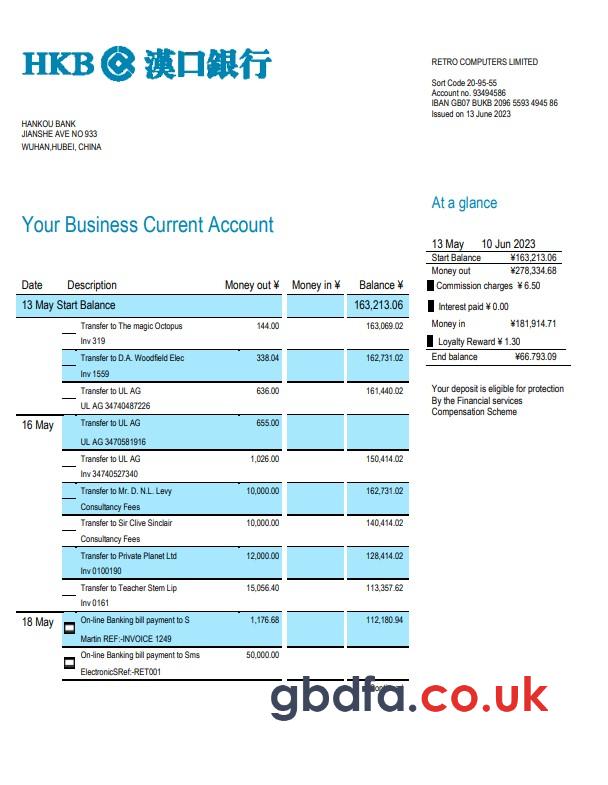 HKB 漢口銀行
RETRO COMPUTERS LIMITED
Sort Code 20-95-55
Account no. 93494586
IBAN GB07 BUKB 2096 5593 4945 86
Issued on 13 June 2023
HANKOU BANK
JIANSHE AVE NO 933
WUHAN,HUBEI, CHINA
At a glance
13 May 10 Jun 2023
Start Balance ¥163,213.06
Money out ¥278,334.68
Commission charges ¥ 6.50
Interest paid ¥ 0.00
Money in ¥181,914.71
Loyalty Reward ¥ 1.30
End balance ¥66.793.09
Your deposit is eligible for protection
By the Financial services
Compensation Scheme
Your Business Current Account
Date Description Money out ¥ Money in ¥ Balance ¥
13 May Start Balance 163,213.06
Transfer to The magic Octopus 144.00 163,069.02
Inv 319
Transfer to D.A. Woodfield Elec 338.04 162,731.02
Inv 1559
Transfer to UL AG 636.00 161,440.02
UL AG 34740487226
16 May Transfer to UL AG 655.00
UL AG 3470581916
Transfer to UL AG 1,026.00 150,414.02
Inv 34740527340
Transfer to Mr. D. N.L. Levy 10,000.00 162,731.02
Consultancy Fees
Transfer to Sir Clive Sinclair 10,000.00 140,414.02
Consultancy Fees
Transfer to Private Planet Ltd 12,000.00 128,414.02
Inv 0100190
Transfer to Teacher Stem Lip 15,056.40 113,357.62
Inv 0161
18 May On-line Banking bill payment to S 1,176.68 112,180.94
Martin REF:-INVOICE 1249
On-line Banking bill payment to Sms 50,000.00
ElectronicSRef:-RET001
gbdfa.co.uk